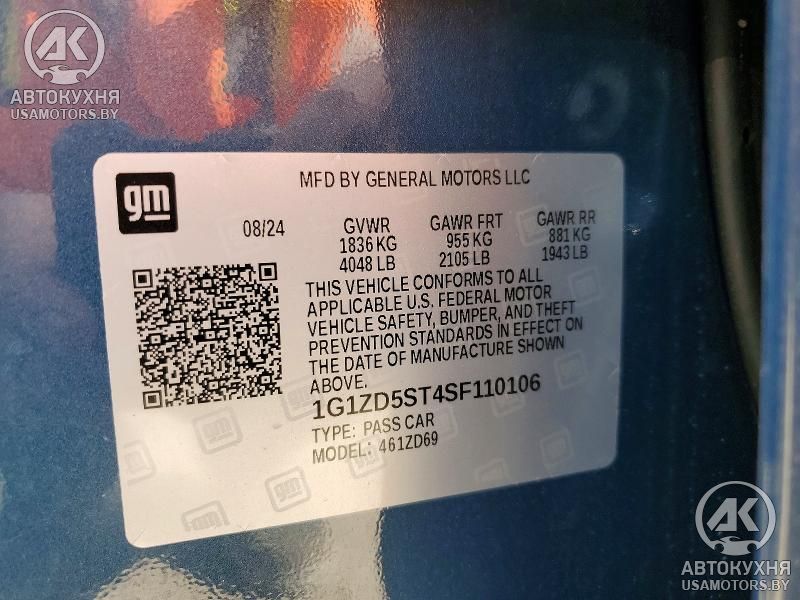 AK
АВТОКУХНЯ
USAMOTORS.BY
gm
MFD BY GENERAL MOTORS LLC
08/24 GVWR GAWR FRT GAWR RR
1836 KG 955 KG 881 KG
4048 LB 2105 LB 1943 LB
THIS VEHICLE CONFORMS TO ALL
APPLICABLE U.S. FEDERAL MOTOR
VEHICLE SAFETY, BUMPER, AND THEFT
PREVENTION STANDARDS IN EFFECT ON
THE DATE OF MANUFACTURE SHOWN
ABOVE.
1G1ZD5ST4SF110106
TYPE: PASS CAR
MODEL: 461ZD69
AK
АВТОКУХНЯ
USAMOTORS.BY